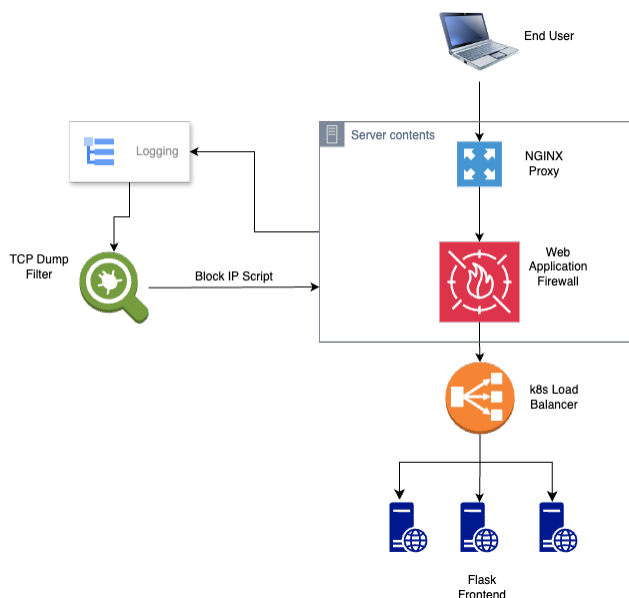 End User
Server contents
NGINX
Proxy
Logging
TCP Dump
Filter
Block IP Script
Web
Application
Firewall
k8s Load
Balancer
Flask
Frontend